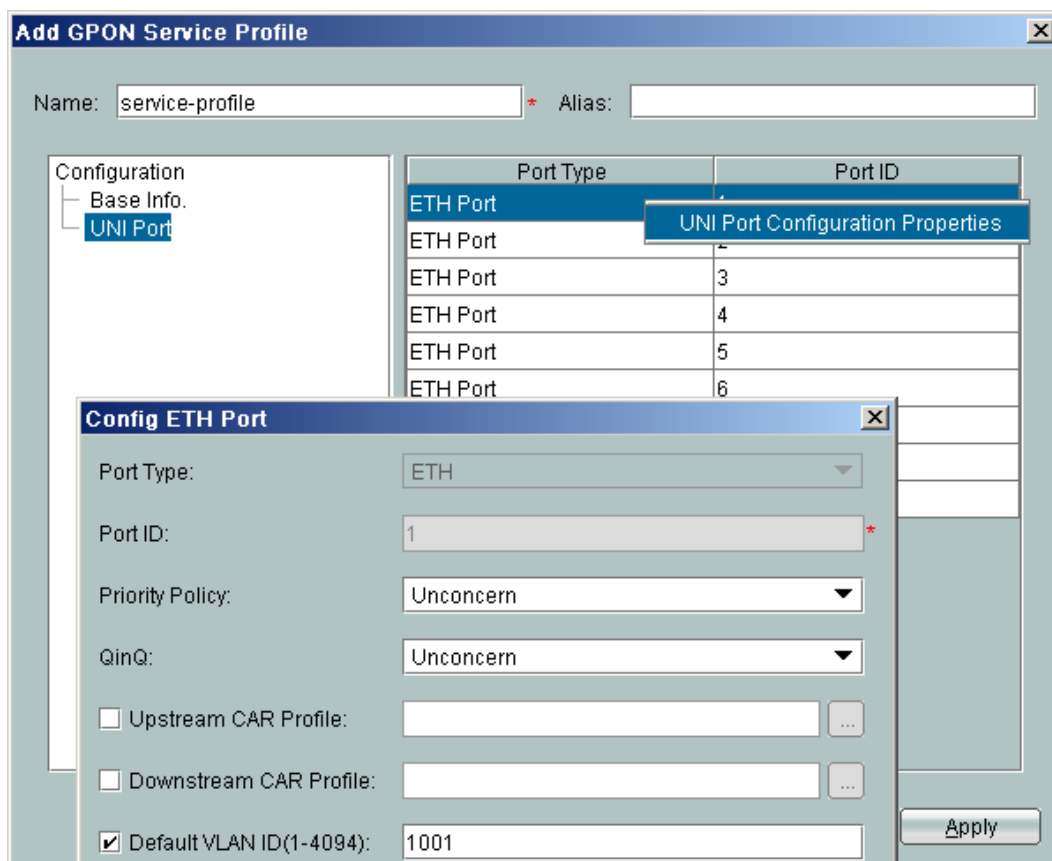 Add GPON Service Profile
Name: service-profile * Alias:
Configuration
Base Info.
UNI Port
Port Type Port ID
ETH Port
UNI Port Configuration Properties
ETH Port
ETH Port 3
ETH Port 4
ETH Port 5
ETH Port 6
Config ETH Port
Port Type: ETH
Port ID: 1 *
Priority Policy: Unconcern
QinQ: Unconcern
Upstream CAR Profile: ...
Downstream CAR Profile: ...
Default VLAN ID(1-4094): 1001
Apply